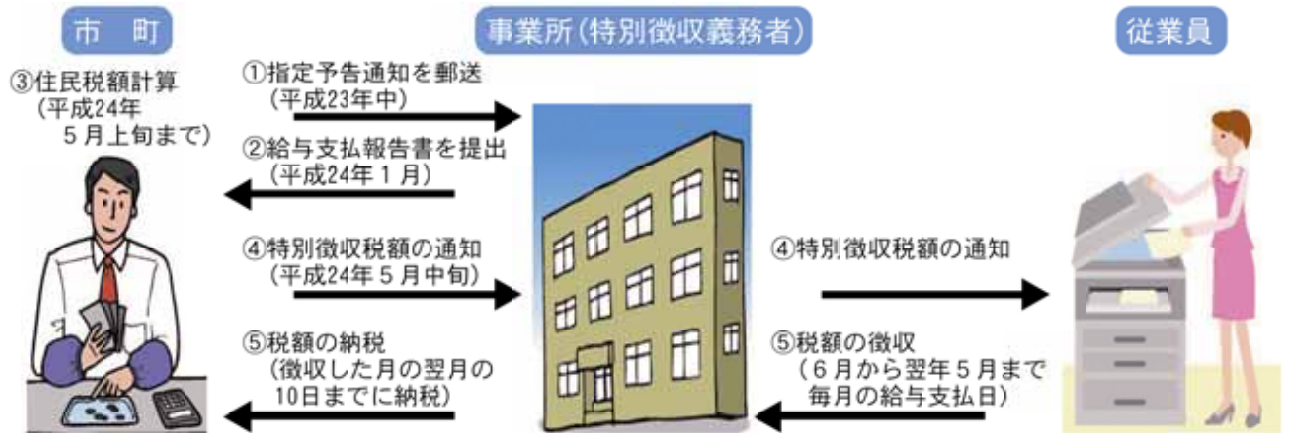 市　町
事業所(特別徴収義務者)
従業員
③住民税額計算
(平成24年
５月上旬まで)
①指定予告通知を郵送
(平成23年中)
②給与支払報告書を提出
(平成24年１月)
④特別徴収税額の通知
(平成24年５月中旬)
⑤税額の納税
(徴収した月の翌月の
10日までに納税)
④特別徴収税額の通知
⑤税額の徴収
(６月から翌年５月まで
毎月の給与支払日)